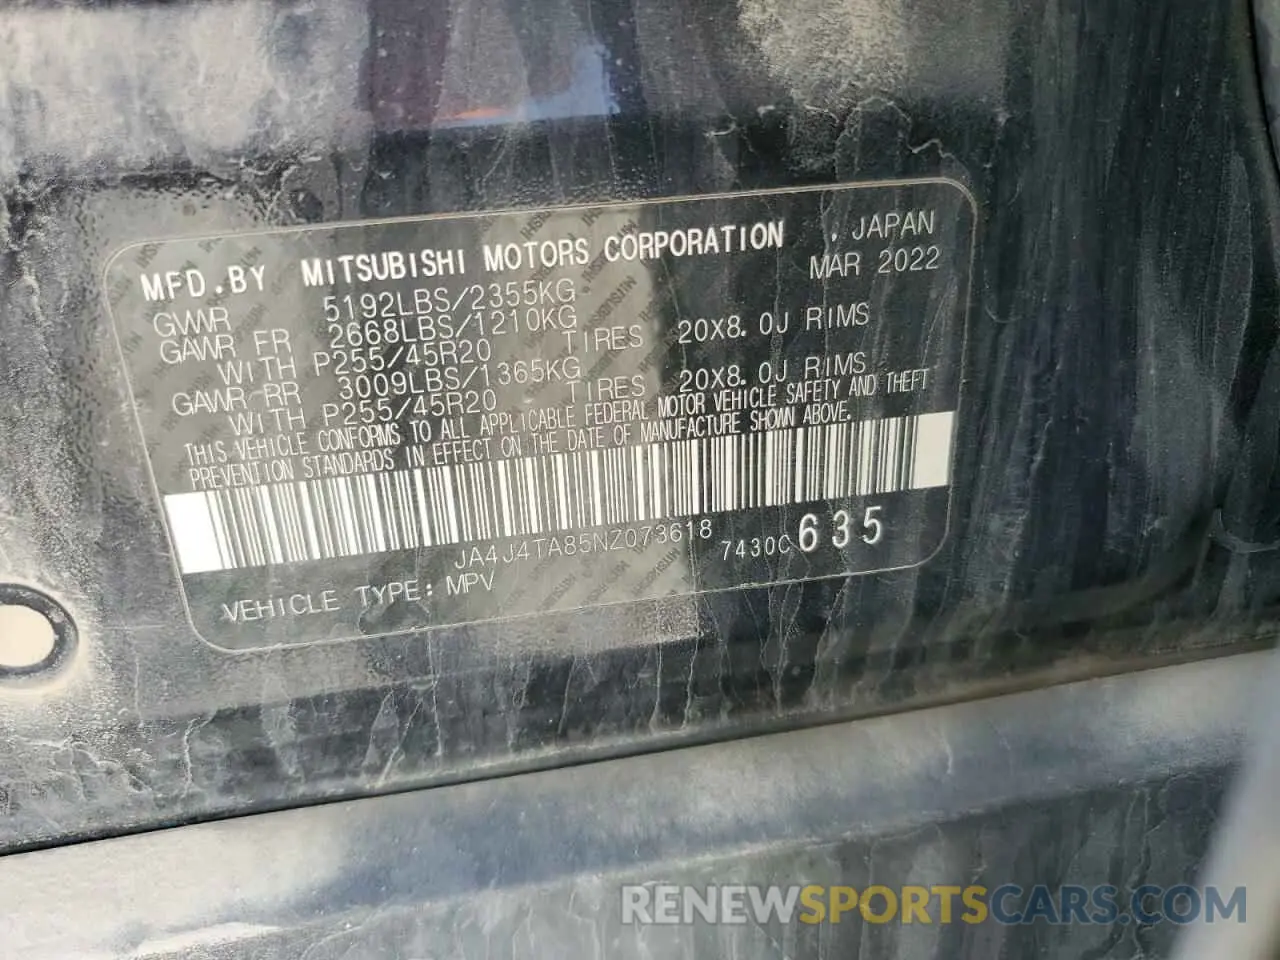 MFD.BY MITSUBISHI MOTORS CORPORATION , JAPAN
MAR 2022
GVWR 5192LBS/2355KG
GAWR FR 2668LBS/1210KG
WITH P255/45R20 TIRES 20X8.0J RIMS
GAWR RR 3009LBS/1365KG
WITH P255/45R20 TIRES 20X8.0J RIMS
THIS VEHICLE CONFORMS TO ALL APPLICABLE FEDERAL MOTOR VEHICLE SAFETY AND THEFT
PREVENTION STANDARDS IN EFFECT ON THE DATE OF MANUFACTURE SHOWN ABOVE.
JA4J4TA85NZ073618 7430C635
VEHICLE TYPE: MPV
RENEWSPORTSCARS.COM